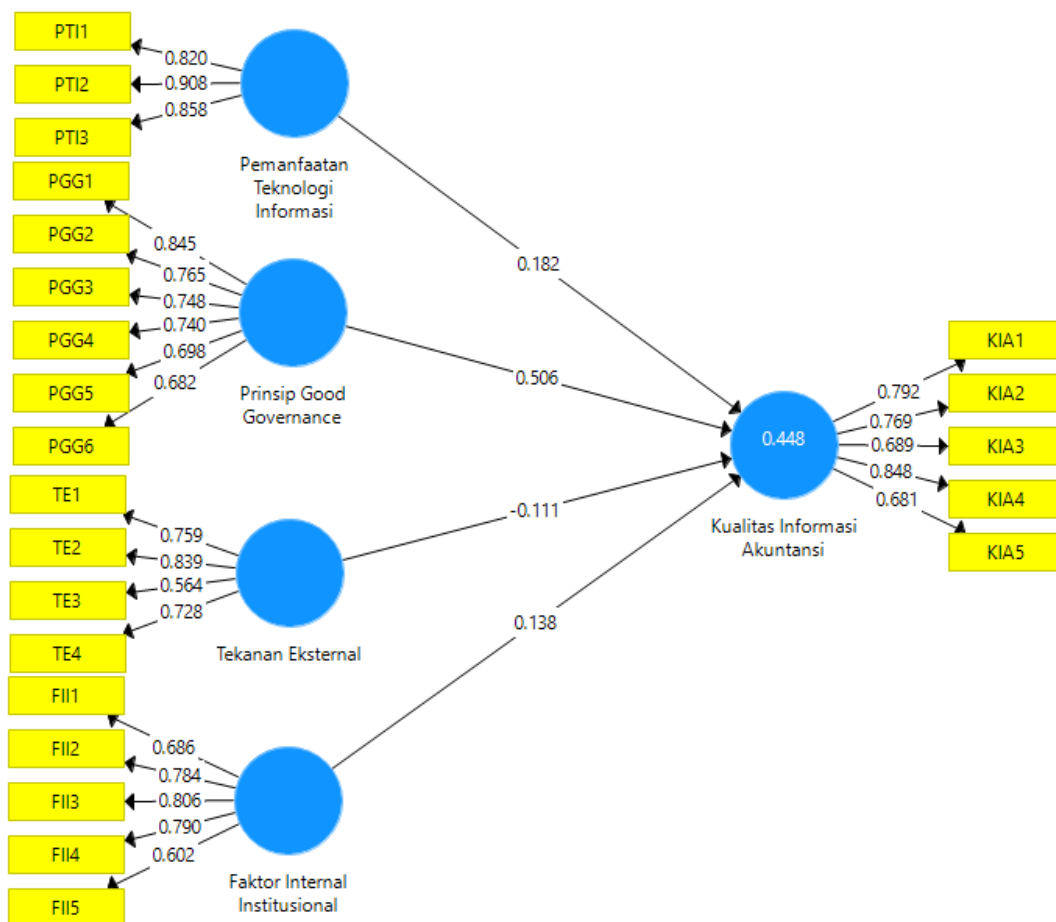 PTI1
0.820
PTI2
0.908
PTI3
0.858
Pemanfaatan
Teknologi
Informasi
0.182
PGG1
0.845
PGG2
0.765
PGG3
0.748
PGG4
0.740
PGG5
0.698
PGG6
0.682
Prinsip Good
Governance
0.506
TE1
0.759
TE2
0.839
TE3
0.564
TE4
0.728
Tekanan Eksternal
-0.111
FII1
0.686
FII2
0.784
FII3
0.806
FII4
0.790
FII5
0.602
Faktor Internal
Institusional
0.138
0.448
Kualitas Informasi
Akuntansi
0.792
KIA1
0.769
KIA2
0.689
KIA3
0.848
KIA4
0.681
KIA5